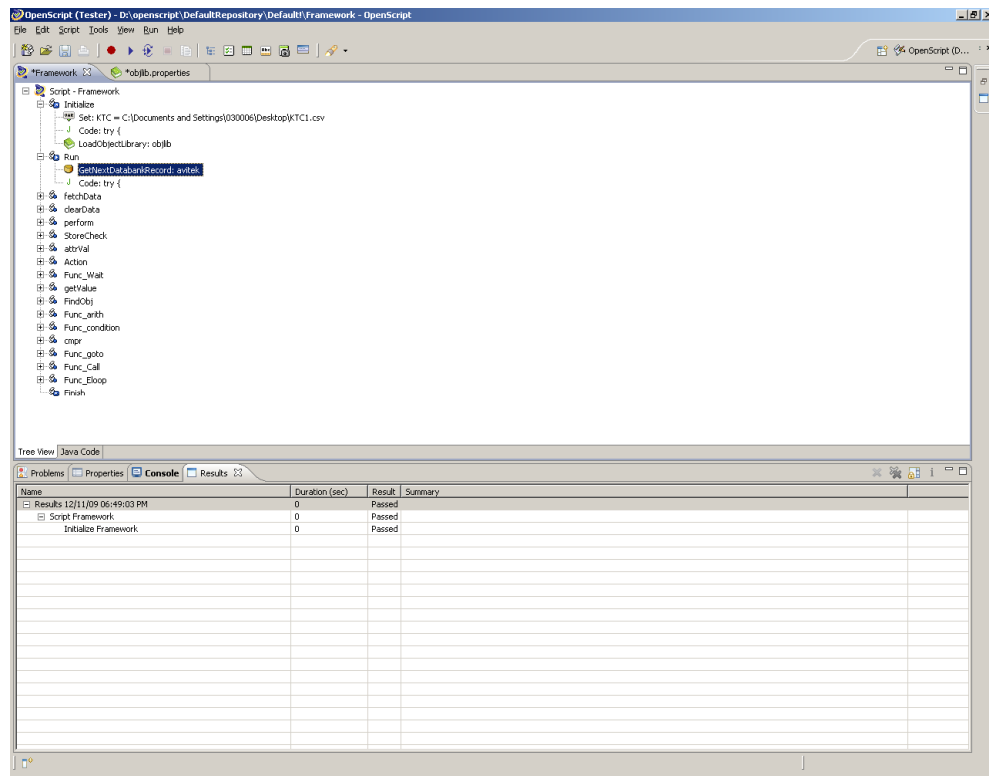 OpenScript (Tester) - D:\openscript\DefaultRepository\Default!\Framework - OpenScript
File Edit Script Tools View Run Help
OpenScript (D...
*Framework *objlib.properties
Script - Framework
Initialize
Set: KTC = C:\Documents and Settings\030006\Desktop\KTC1.csv
Code: try {
LoadObjectLibrary: objlib
Run
GetNextDatabankRecord: avitek
Code: try {
fetchData
clearData
perform
StoreCheck
attrVal
Action
Func_Wait
getValue
FindObj
Func_arith
Func_condition
cmpr
Func_goto
Func_Call
Func_Eloop
Finish
Tree View Java Code
Problems Properties Console Results
Name Duration (sec) Result Summary
Results 12/11/09 06:49:03 PM 0 Passed
Script Framework 0 Passed
Initialize Framework 0 Passed